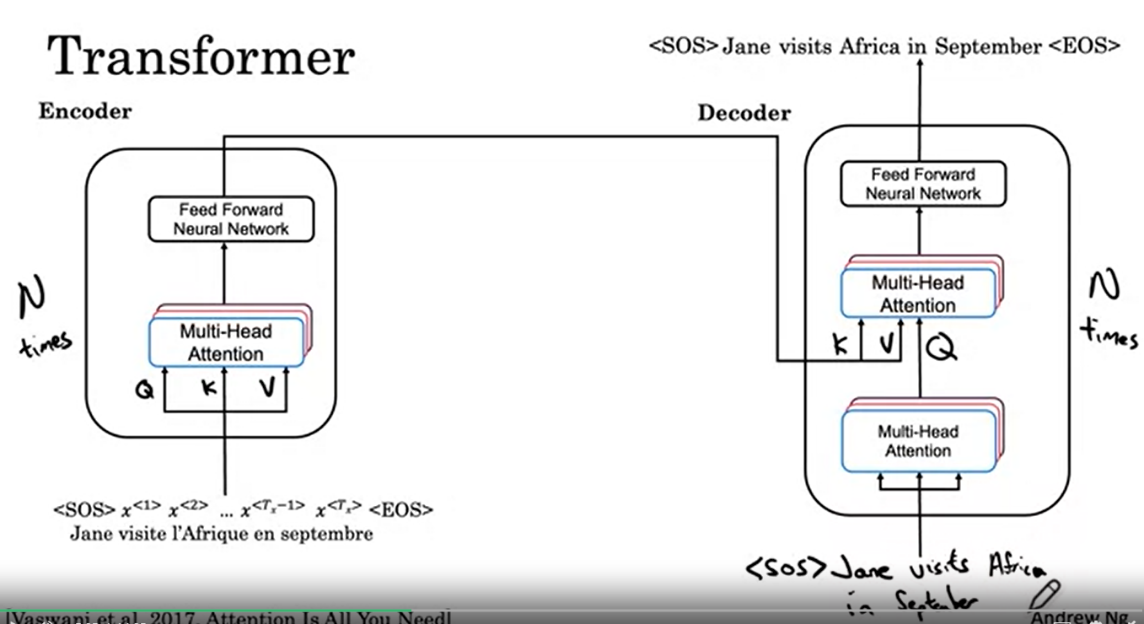 Transformer
<SOS> Jane visits Africa in September <EOS>
Encoder
Decoder
Feed Forward
Neural Network
Multi-Head
Attention
Q K V
N
times
<SOS> x<1> x<2> ... x<Tx-1> x<Tx> <EOS>
Jane visite l'Afrique en septembre
Feed Forward
Neural Network
Multi-Head
Attention
K V Q
N
times
Multi-Head
Attention
<SOS> Jane visits Africa
in September
[Vaswani et al. 2017, Attention Is All You Need]
Andrew Ng